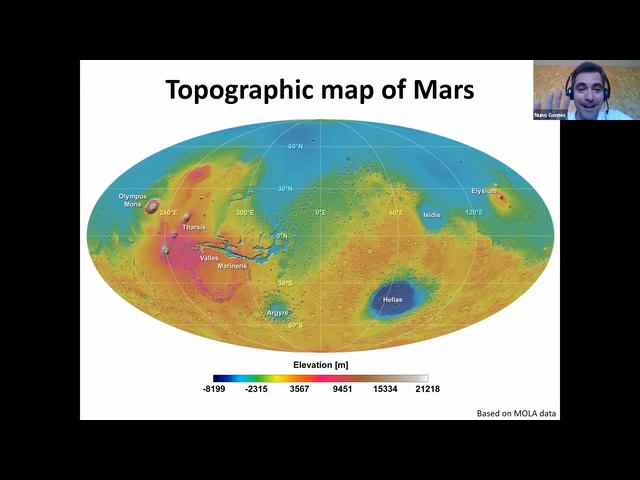 Topographic map of Mars
Nuno Gomes
60°N
30°N
Olympus
Mons
240°E
300°E
0°E
60°E
120°E
Elysium
Isidis
Tharsis
0°N
Valles
Marineris
30°S
Hellas
Argyre
60°S
Elevation [m]
-8199 -2315 3567 9451 15334 21218
Based on MOLA data